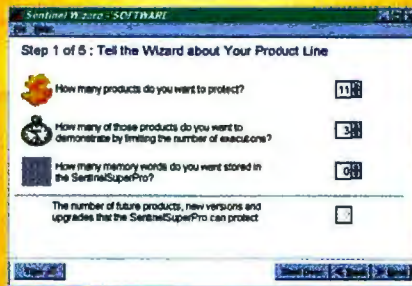 Sentinel Wizard - SOFTWARE
Step 1 of 5 : Tell the Wizard about Your Product Line
How many products do you want to protect?
11
How many of those products do you want to
demonstrate by limiting the number of executions?
3
How many memory words do you want stored in
the SentinelSuperPro?
0
The number of future products, new versions and
upgrades that the SentinelSuperPro can protect